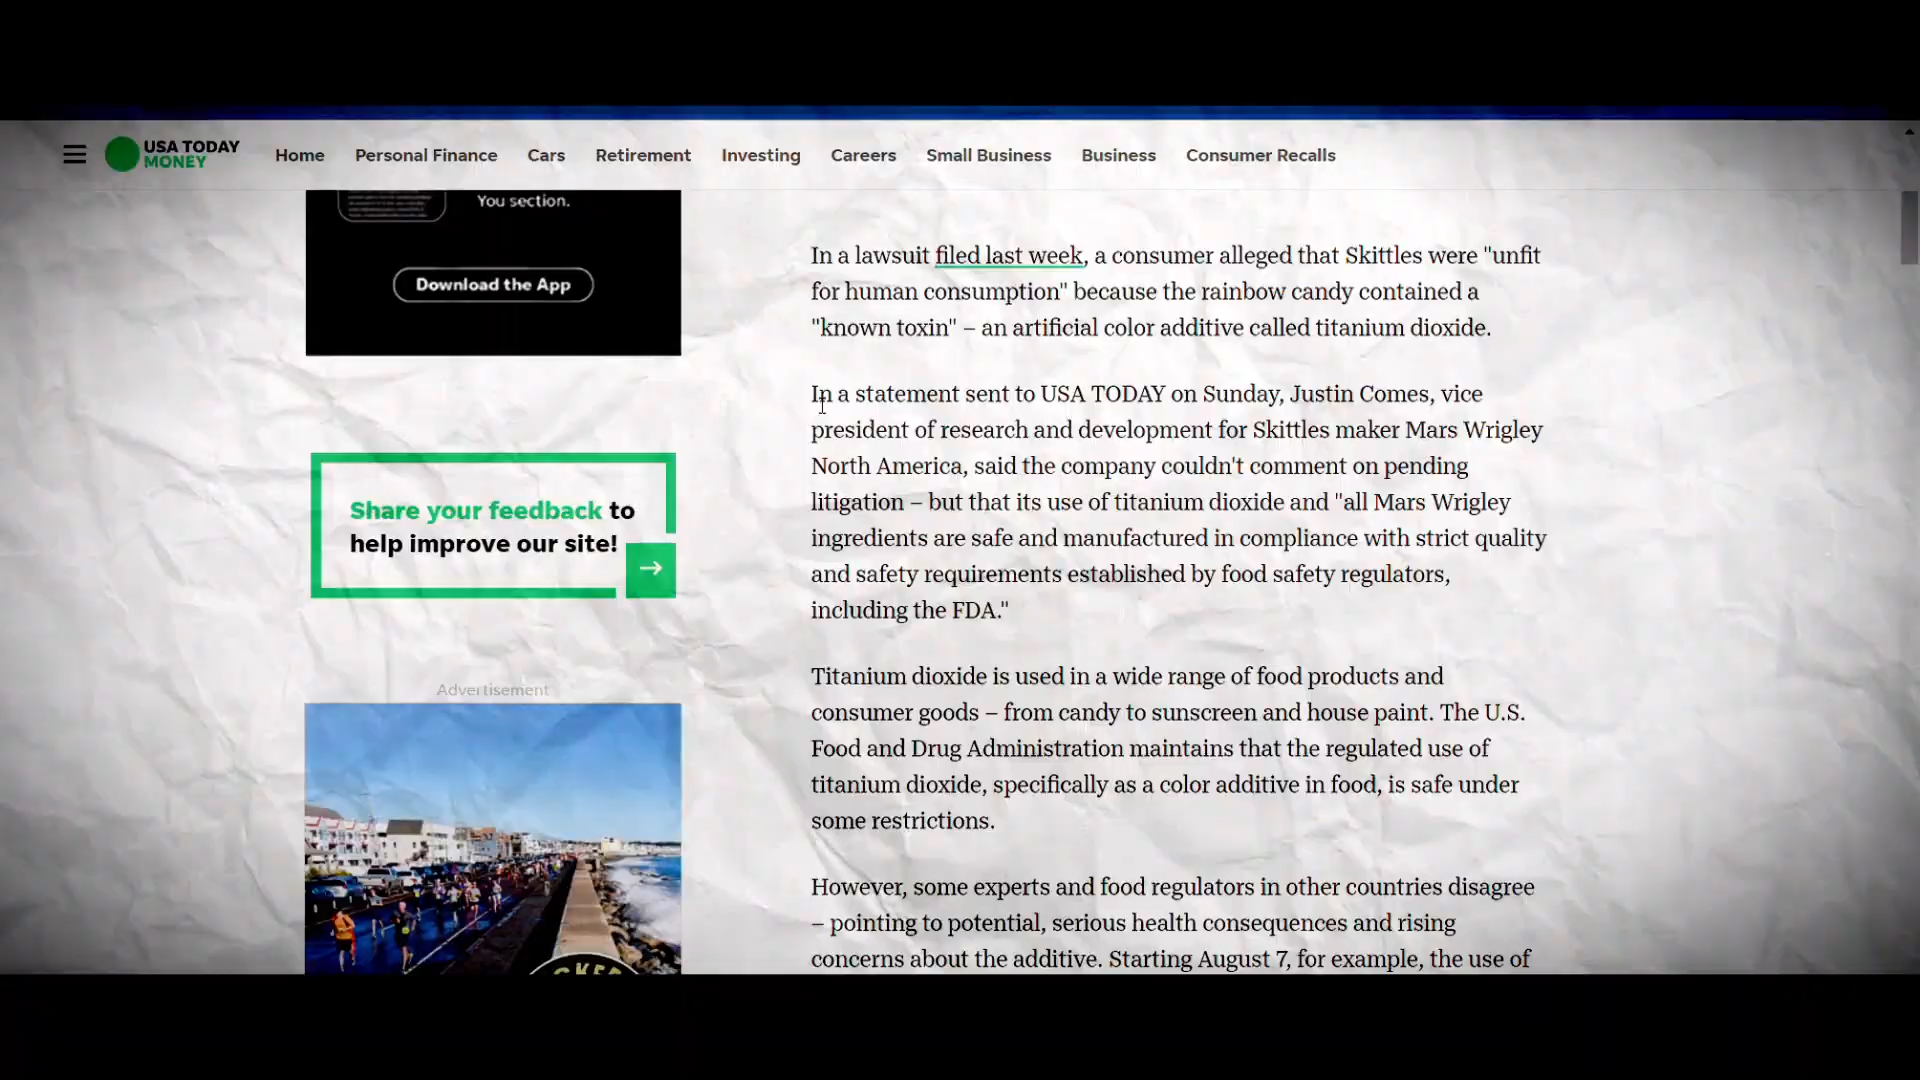 USA TODAY
MONEY
Home Personal Finance Cars Retirement Investing Careers Small Business Business Consumer Recalls
You section.
Download the App
Share your feedback to
help improve our site!
Advertisement
In a lawsuit filed last week, a consumer alleged that Skittles were "unfit
for human consumption" because the rainbow candy contained a
"known toxin" – an artificial color additive called titanium dioxide.
In a statement sent to USA TODAY on Sunday, Justin Comes, vice
president of research and development for Skittles maker Mars Wrigley
North America, said the company couldn't comment on pending
litigation – but that its use of titanium dioxide and "all Mars Wrigley
ingredients are safe and manufactured in compliance with strict quality
and safety requirements established by food safety regulators,
including the FDA."
Titanium dioxide is used in a wide range of food products and
consumer goods – from candy to sunscreen and house paint. The U.S.
Food and Drug Administration maintains that the regulated use of
titanium dioxide, specifically as a color additive in food, is safe under
some restrictions.
However, some experts and food regulators in other countries disagree
– pointing to potential, serious health consequences and rising
concerns about the additive. Starting August 7, for example, the use of